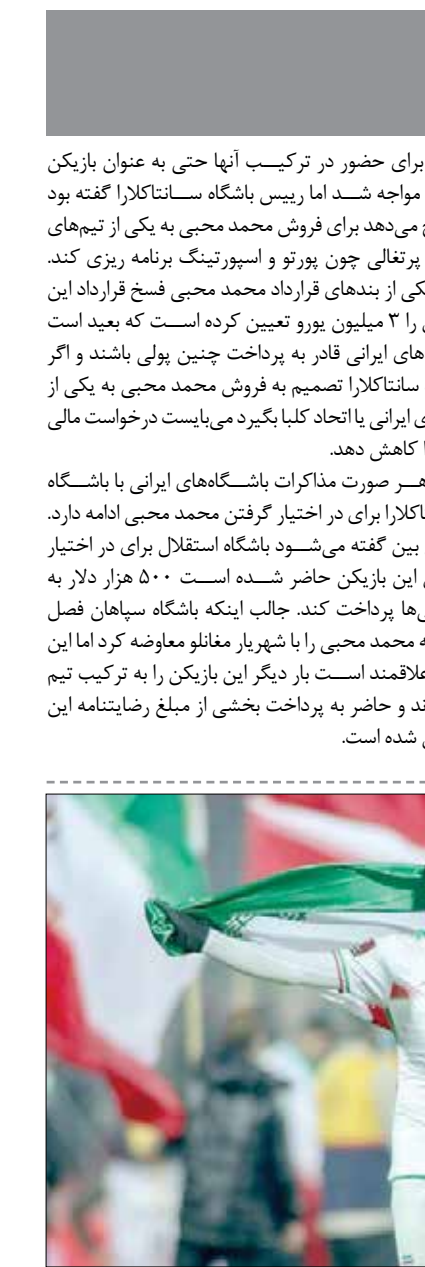 برای حضور در ترکیب آنها حتی به عنوان بازیکن
مواجه شد اما رییس باشگاه سانتاکلارا گفته بود
می‌دهد برای فروش محمد محبی به یکی از تیم‌های
پرتغالی چون پورتو و اسپورتینگ برنامه ریزی کند.
یکی از بندهای قرارداد محمد محبی فسخ قرارداد این
را ۳ میلیون یورو تعیین کرده است که بعید است
های ایرانی قادر به پرداخت چنین پولی باشند و اگر
سانتاکلارا تصمیم به فروش محمد محبی به یکی از
ی ایرانی یا اتحاد کلبا بگیرد می‌بایست درخواست مالی
ا کاهش دهد.
هر صورت مذاکرات باشگاه‌های ایرانی با باشگاه
تاکلارا برای در اختیار گرفتن محمد محبی ادامه دارد.
بین گفته می‌شود باشگاه استقلال برای در اختیار
این بازیکن حاضر شده است ۵۰۰ هزار دلار به
ی‌ها پرداخت کند. جالب اینکه باشگاه سپاهان فصل
ه محمد محبی را با شهریار مغانلو معاوضه کرد اما این
علاقمند است بار دیگر این بازیکن را به ترکیب تیم
ند و حاضر به پرداخت بخشی از مبلغ رضایتنامه این
شده است.